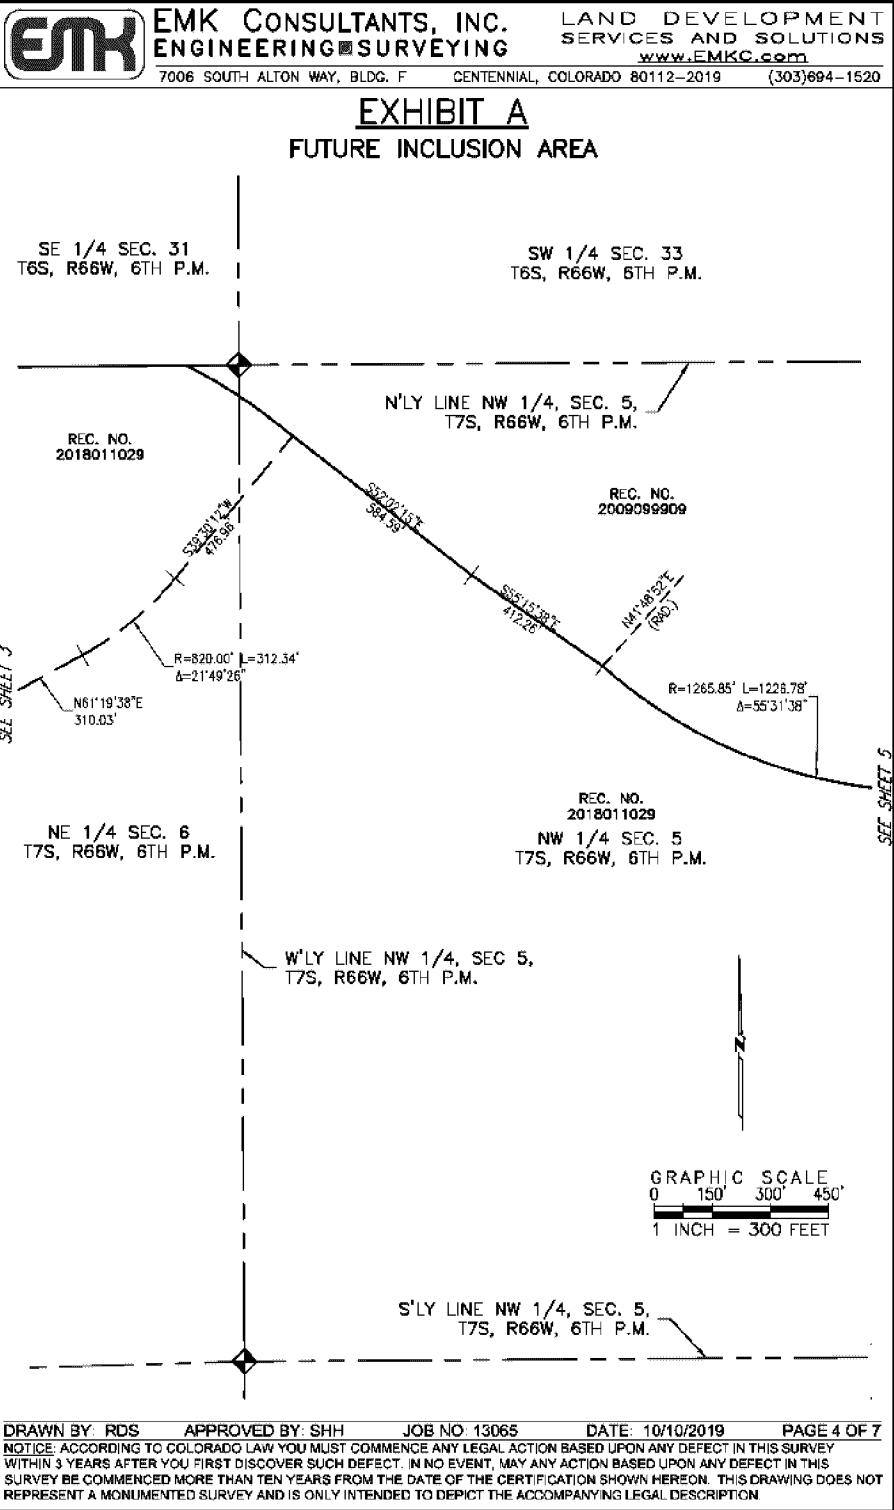 EMK
EMK CONSULTANTS, INC.
ENGINEERING SURVEYING
LAND DEVELOPMENT
SERVICES AND SOLUTIONS
www.EMKC.com
7006 SOUTH ALTON WAY, BLDG. F CENTENNIAL, COLORADO 80112-2019 (303)694-1520
EXHIBIT A
FUTURE INCLUSION AREA
SE 1/4 SEC. 31
T6S, R66W, 6TH P.M.
SW 1/4 SEC. 33
T6S, R66W, 6TH P.M.
N'LY LINE NW 1/4, SEC. 5,
T7S, R66W, 6TH P.M.
REC. NO.
2018011029
REC. NO.
2009099909
S52°02'15"E
584.59
S39°30'12"W
476.96
S55°15'38"E
412.26
N41°48'52"E
(RAD.)
R=820.00' L=312.34'
Δ=21°49'26"
N61°19'38"E
310.03'
SEE SHEET 3
R=1265.85' L=1226.78'
Δ=55°31'38"
SEE SHEET 5
REC. NO.
2018011029
NW 1/4 SEC. 5
T7S, R66W, 6TH P.M.
NE 1/4 SEC. 6
T7S, R66W, 6TH P.M.
W'LY LINE NW 1/4, SEC 5,
T7S, R66W, 6TH P.M.
N
GRAPHIC SCALE
0 150' 300' 450'
1 INCH = 300 FEET
S'LY LINE NW 1/4, SEC. 5,
T7S, R66W, 6TH P.M.
DRAWN BY: RDS APPROVED BY: SHH JOB NO: 13065 DATE: 10/10/2019 PAGE 4 OF 7
NOTICE: ACCORDING TO COLORADO LAW YOU MUST COMMENCE ANY LEGAL ACTION BASED UPON ANY DEFECT IN THIS SURVEY
WITHIN 3 YEARS AFTER YOU FIRST DISCOVER SUCH DEFECT. IN NO EVENT, MAY ANY ACTION BASED UPON ANY DEFECT IN THIS
SURVEY BE COMMENCED MORE THAN TEN YEARS FROM THE DATE OF THE CERTIFICATION SHOWN HEREON. THIS DRAWING DOES NOT
REPRESENT A MONUMENTED SURVEY AND IS ONLY INTENDED TO DEPICT THE ACCOMPANYING LEGAL DESCRIPTION.